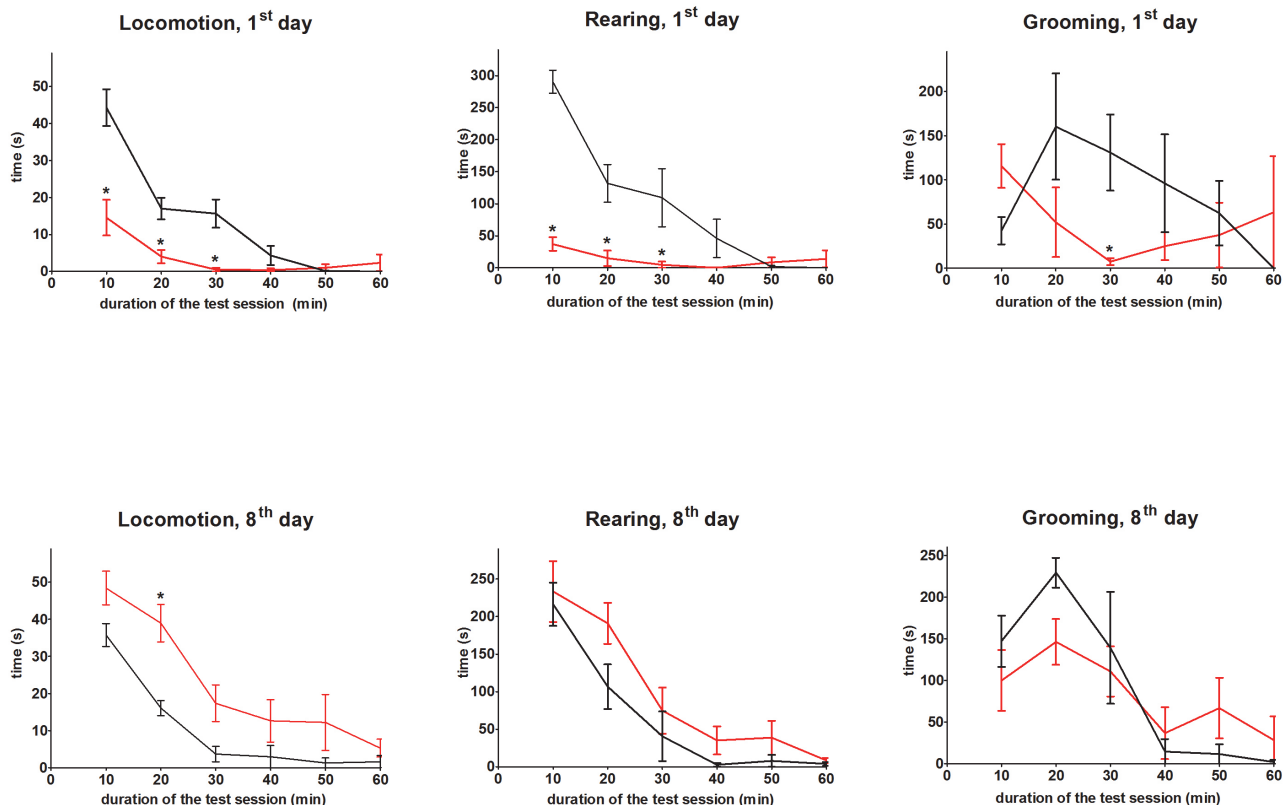 Locomotion, 1st day
time (s)
50
40
30
20
10
0
*
*
*
0 10 20 30 40 50 60
duration of the test session (min)
Rearing, 1st day
time (s)
300
250
200
150
100
50
0
*
*
*
0 10 20 30 40 50 60
duration of the test session (min)
Grooming, 1st day
time (s)
200
150
100
50
0
*
0 10 20 30 40 50 60
duration of the test session (min)
Locomotion, 8th day
time (s)
50
40
30
20
10
0
*
0 10 20 30 40 50 60
duration of the test session (min)
Rearing, 8th day
time (s)
250
200
150
100
50
0
0 10 20 30 40 50 60
duration of the test session (min)
Grooming, 8th day
time (s)
250
200
150
100
50
0
0 10 20 30 40 50 60
duration of the test session (min)